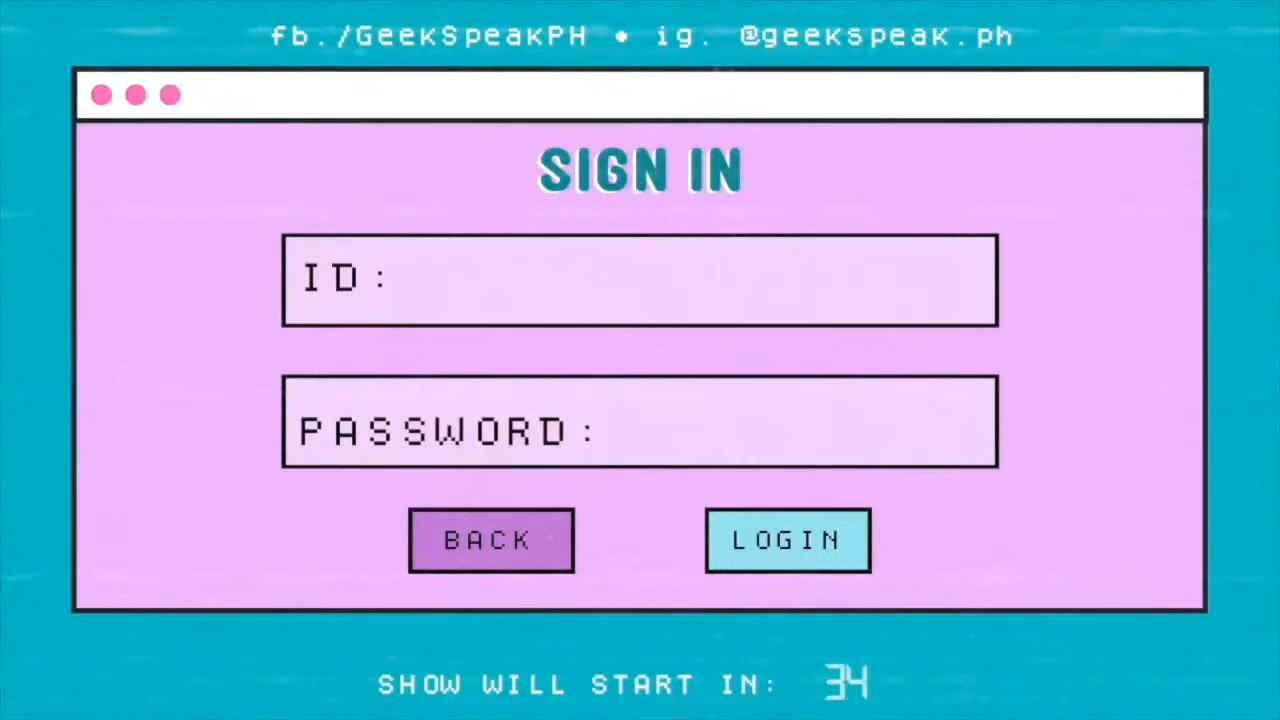 fb./GeekSpeakPH • ig. @geekspeak.ph
SIGN IN
ID:
PASSWORD:
BACK
LOGIN
SHOW WILL START IN: 34